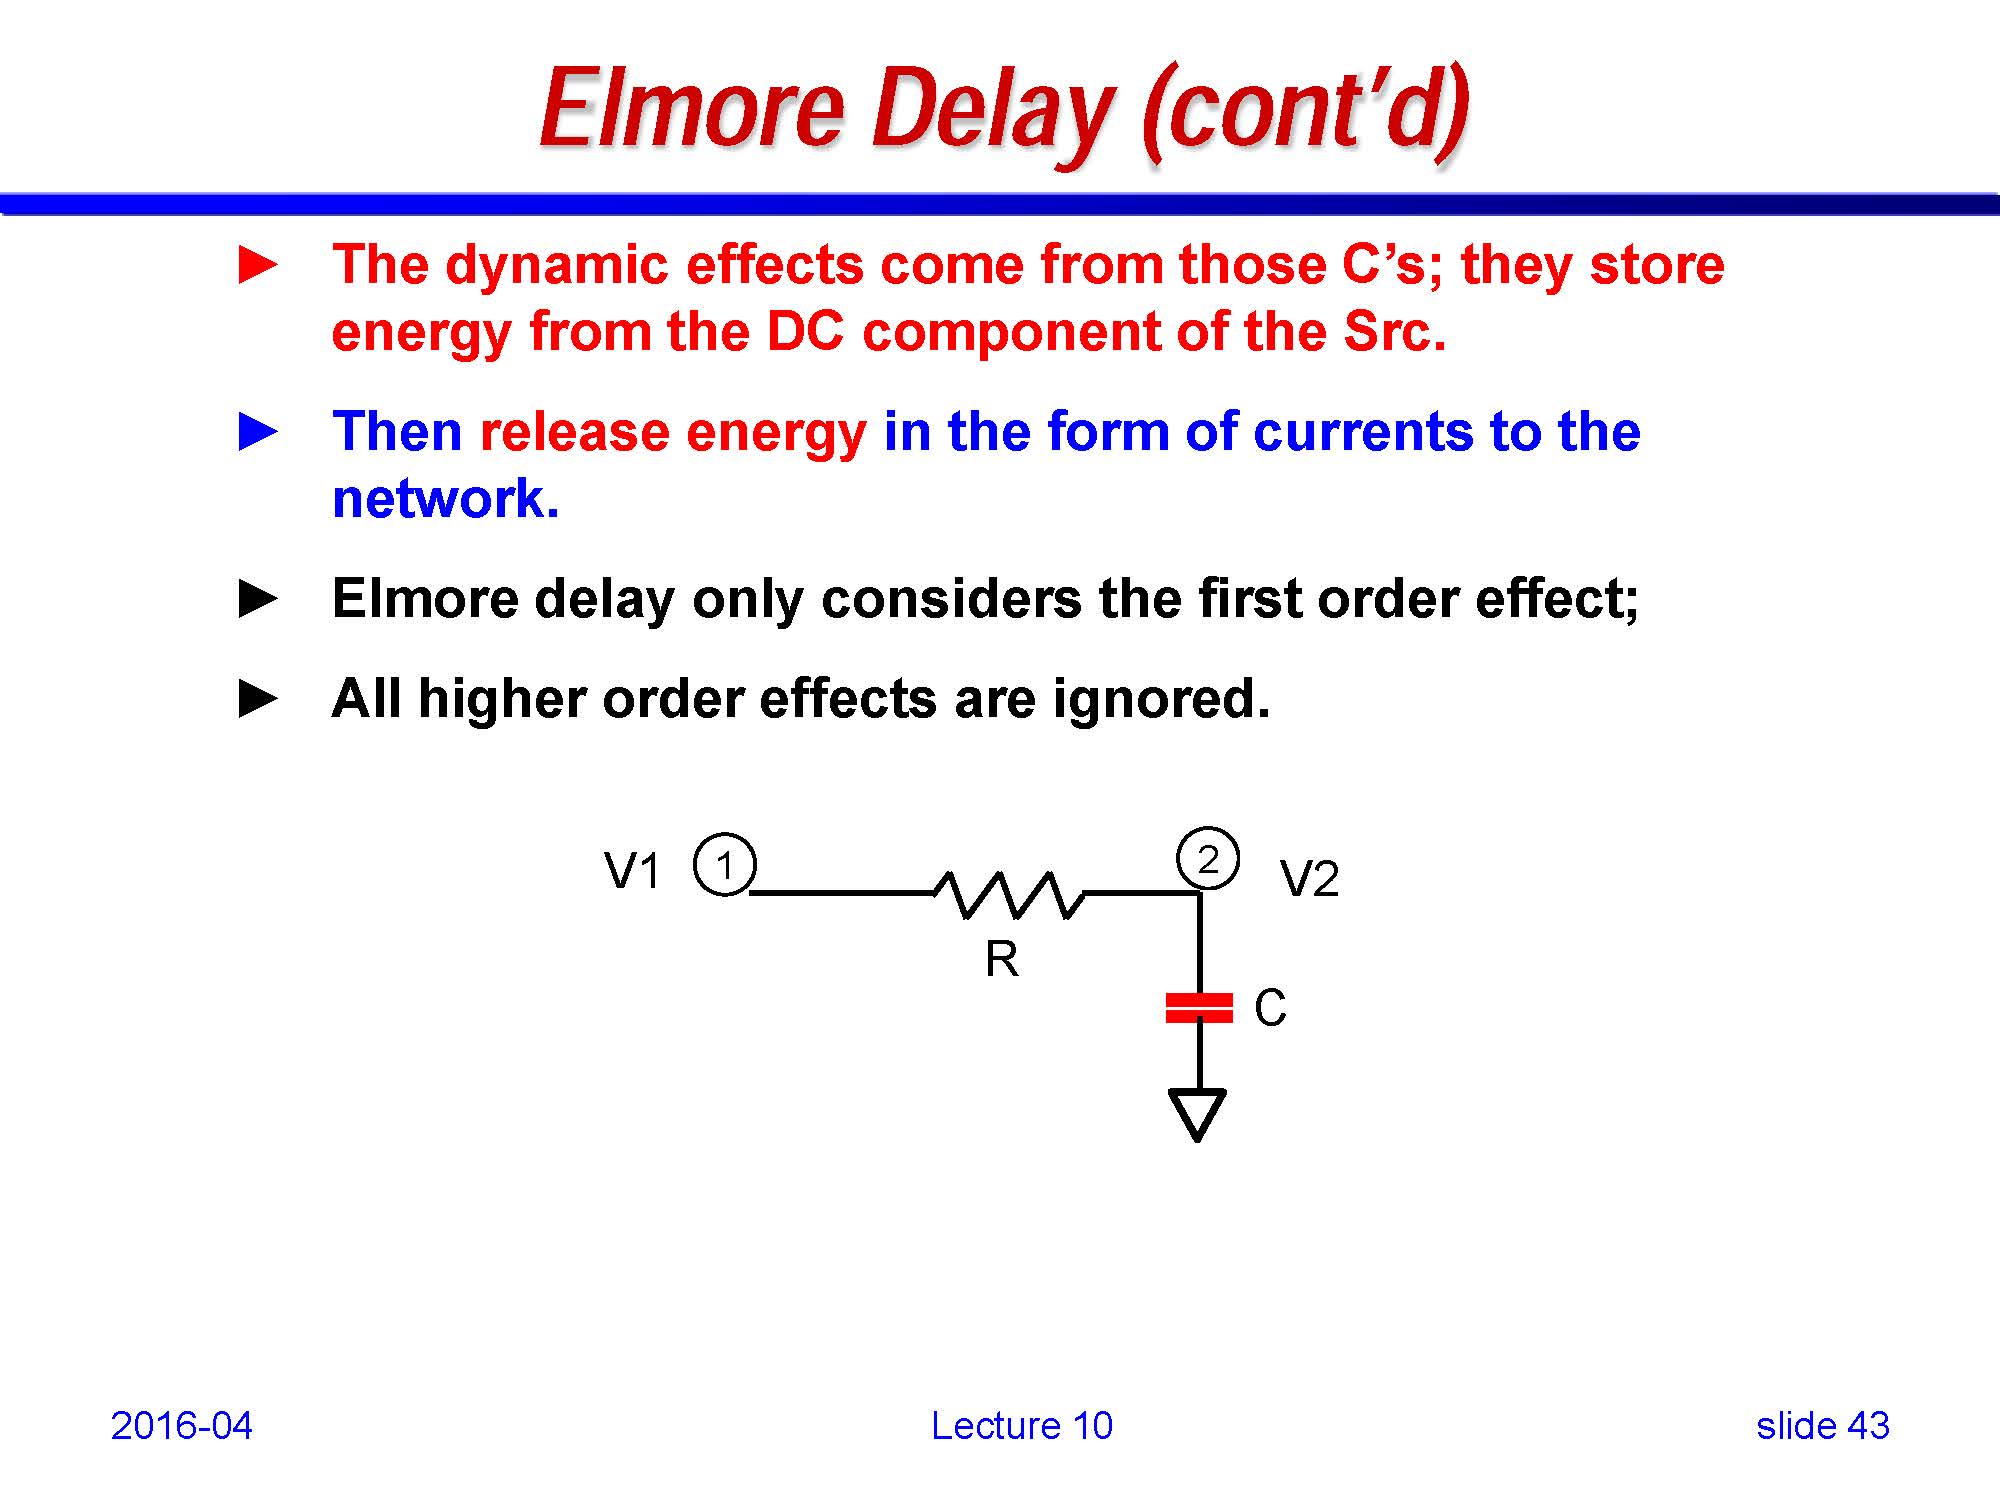 Elmore Delay (cont’d)
► The dynamic effects come from those C’s; they store
energy from the DC component of the Src.
► Then release energy in the form of currents to the
network.
► Elmore delay only considers the first order effect;
► All higher order effects are ignored.
V1 1 2 V2
R
C
2016-04 Lecture 10 slide 43